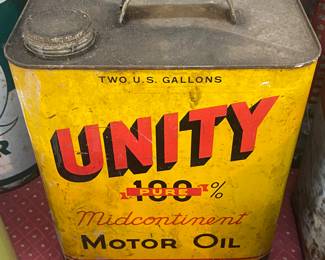 TWO U.S. GALLONS
UNITY
100%
PURE
Midcontinent
MOTOR OIL